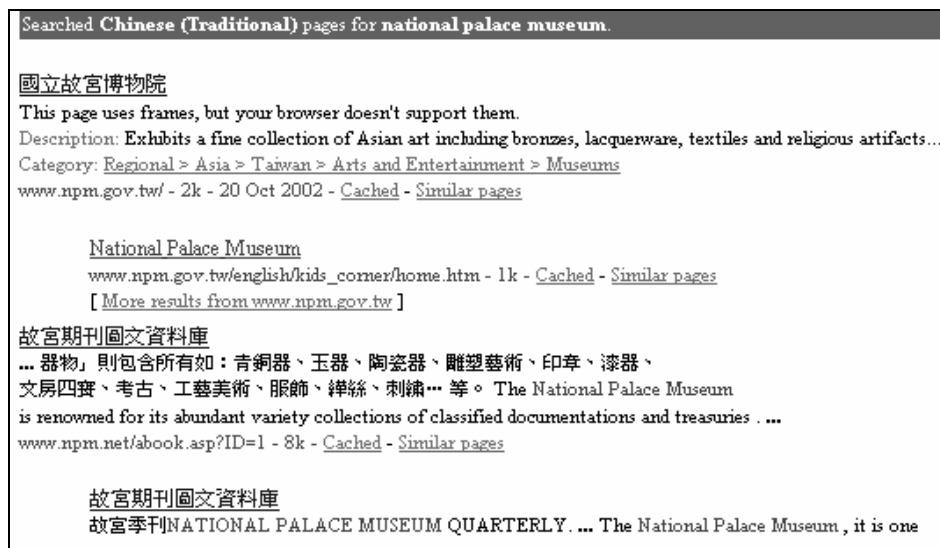 Searched Chinese (Traditional) pages for national palace museum.
國立故宮博物院
This page uses frames, but your browser doesn't support them.
Description: Exhibits a fine collection of Asian art including bronzes, lacquerware, textiles and religious artifacts...
Category: Regional > Asia > Taiwan > Arts and Entertainment > Museums
www.npm.gov.tw/ - 2k - 20 Oct 2002 - Cached - Similar pages
National Palace Museum
www.npm.gov.tw/english/kids_corner/home.htm - 1k - Cached - Similar pages
[ More results from www.npm.gov.tw ]
故宮期刊圖文資料庫
... 器物」則包含所有如：青銅器、玉器、陶瓷器、雕塑藝術、印章、漆器、
文房四寶、考古、工藝美術、服飾、緙絲、刺繡… 等。 The National Palace Museum
is renowned for its abundant variety collections of classified documentations and treasuries . ...
www.npm.net/abook.asp?ID=1 - 8k - Cached - Similar pages
故宮期刊圖文資料庫
故宮季刊NATIONAL PALACE MUSEUM QUARTERLY. ... The National Palace Museum , it is one